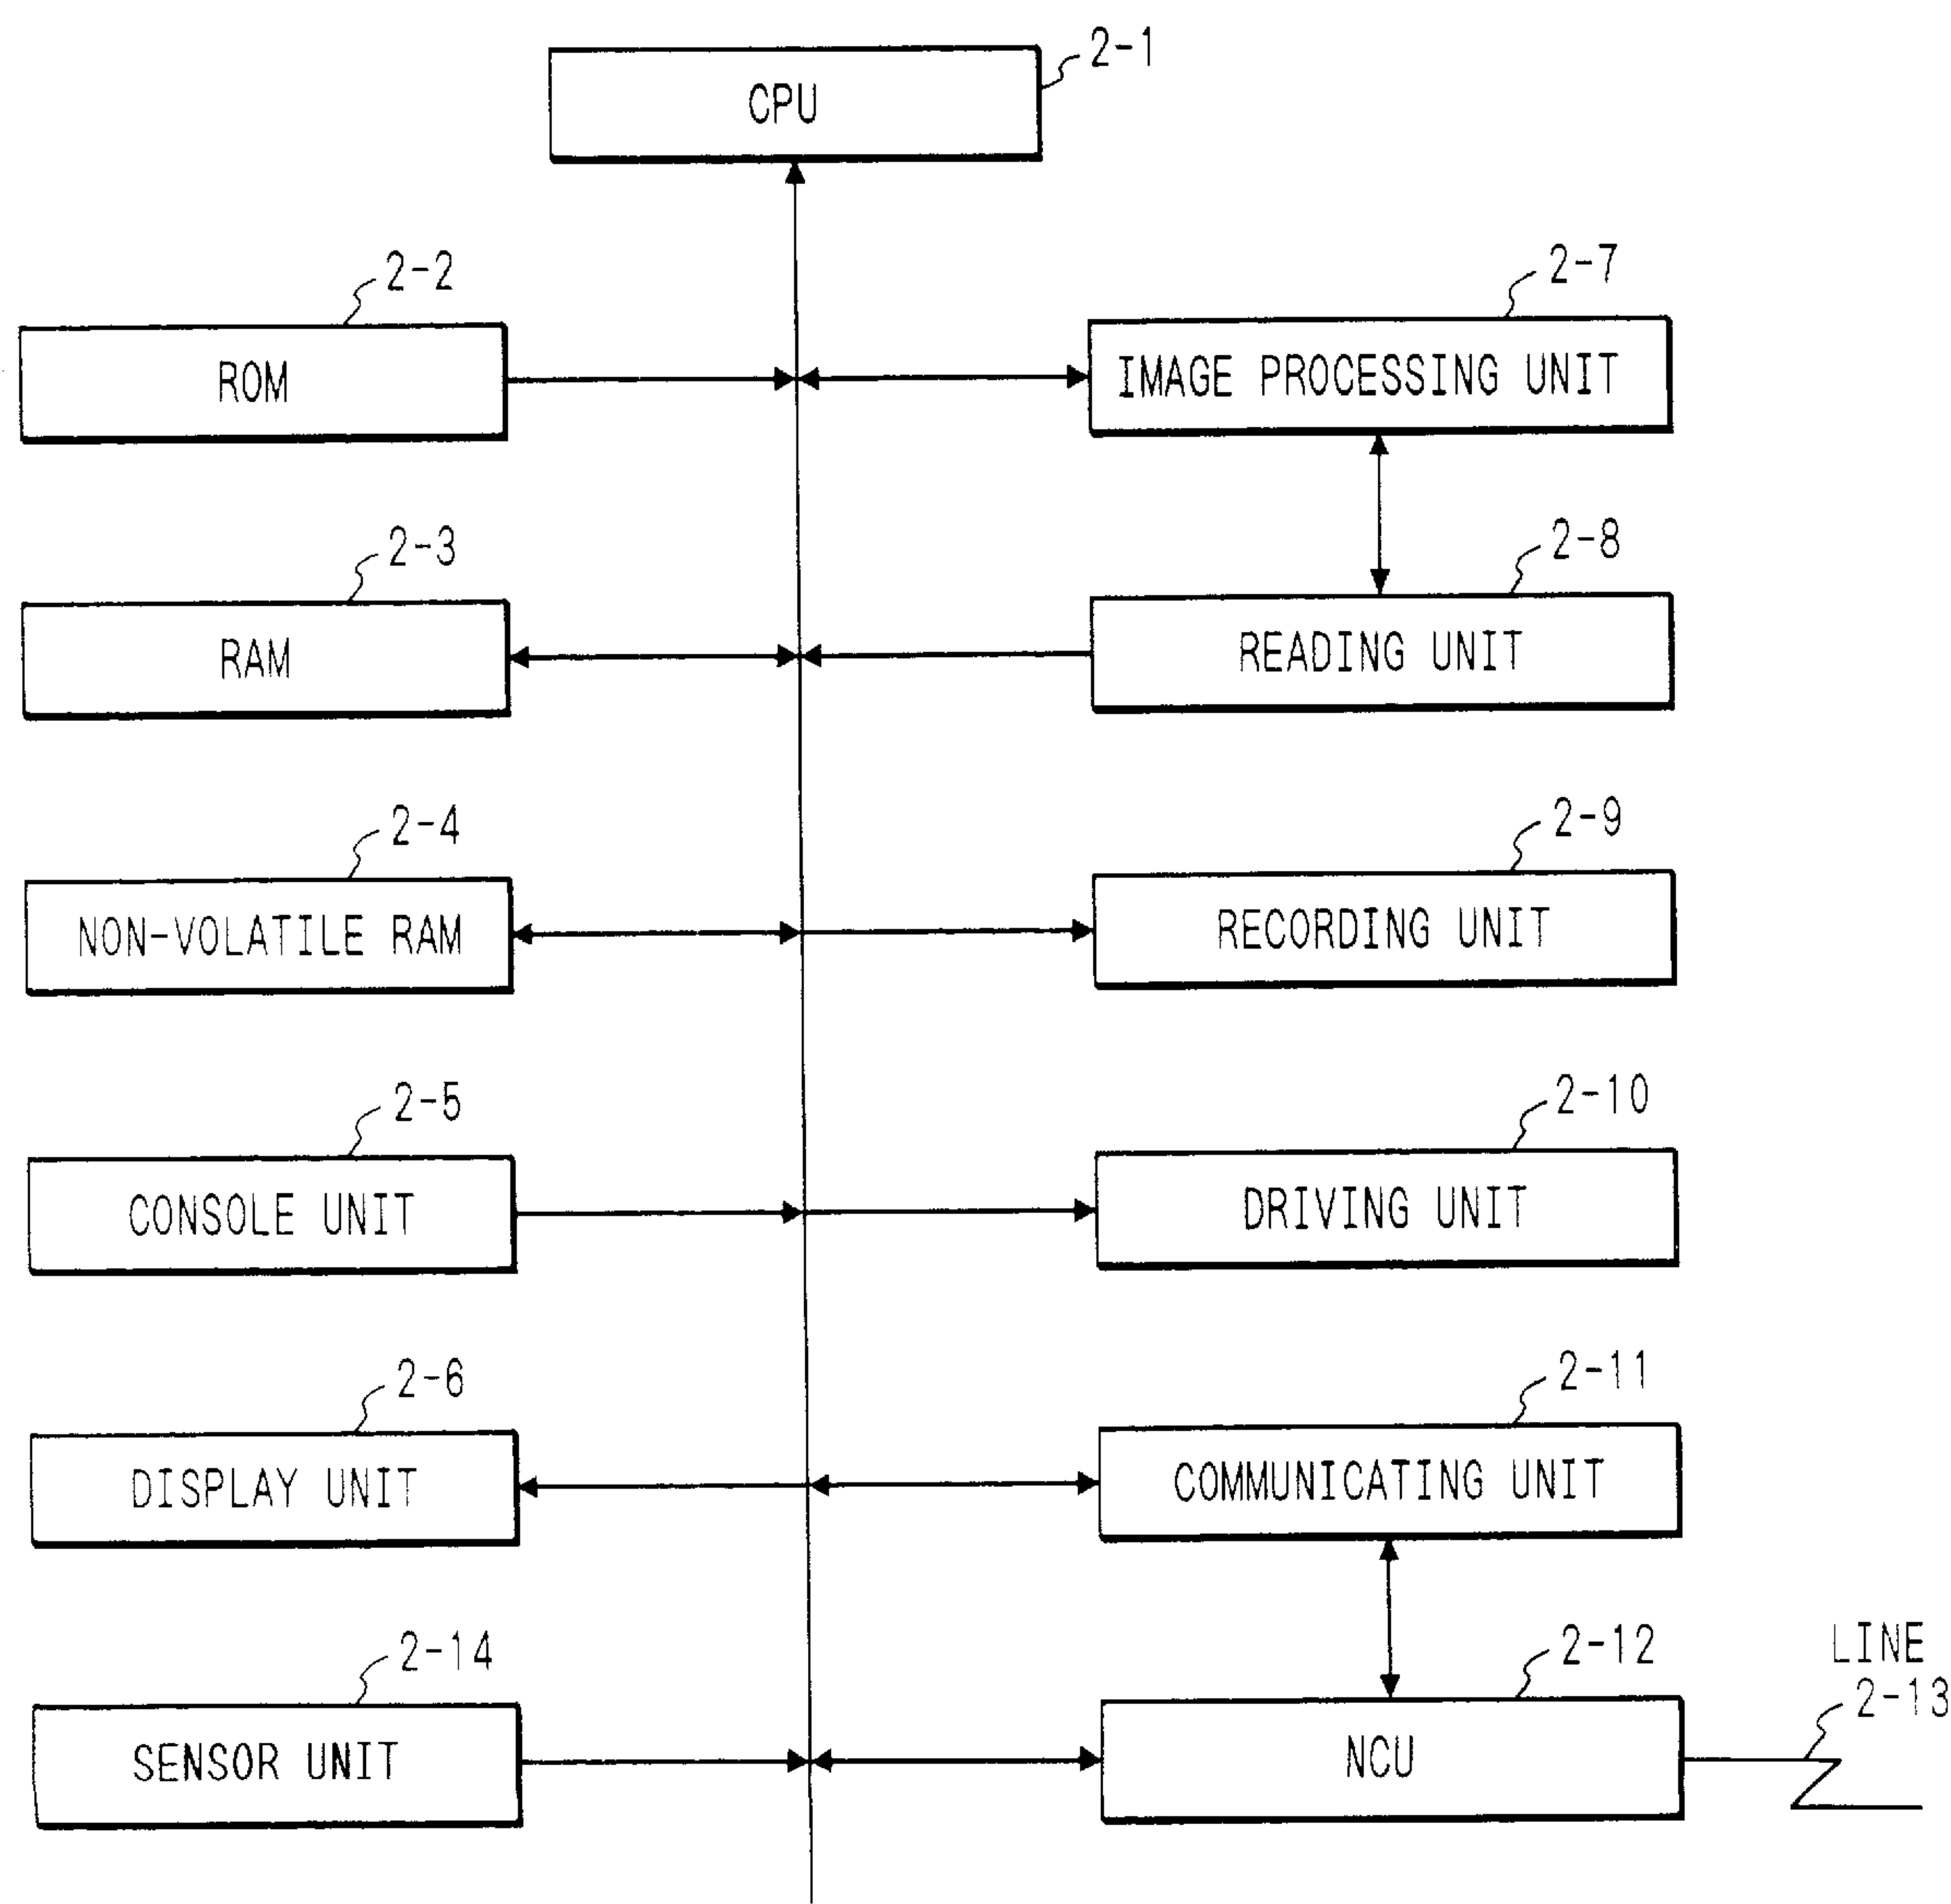 2-1
CPU
2-2
ROM
2-7
IMAGE PROCESSING UNIT
2-3
RAM
2-8
READING UNIT
2-4
NON-VOLATILE RAM
2-9
RECORDING UNIT
2-5
CONSOLE UNIT
2-10
DRIVING UNIT
2-6
DISPLAY UNIT
2-11
COMMUNICATING UNIT
2-14
SENSOR UNIT
2-12
NCU
LINE
2-13